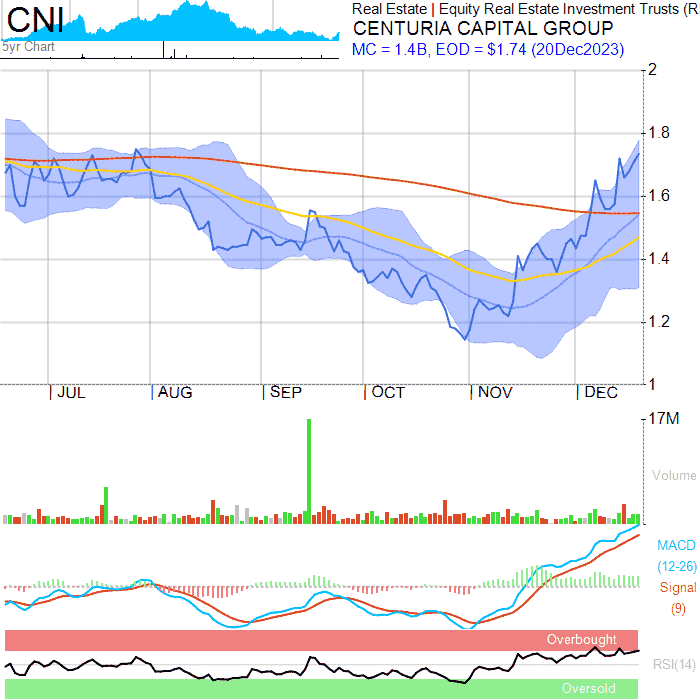 CNI
5yr Chart
Real Estate | Equity Real Estate Investment Trusts (R
CENTURIA CAPITAL GROUP
MC = 1.4B, EOD = $1.74 (20Dec2023)
2
1.8
1.6
1.4
1.2
1
JUL AUG SEP OCT NOV DEC
17M
Volume
MACD
(12-26)
Signal
(9)
Overbought
RSI(14)
Oversold